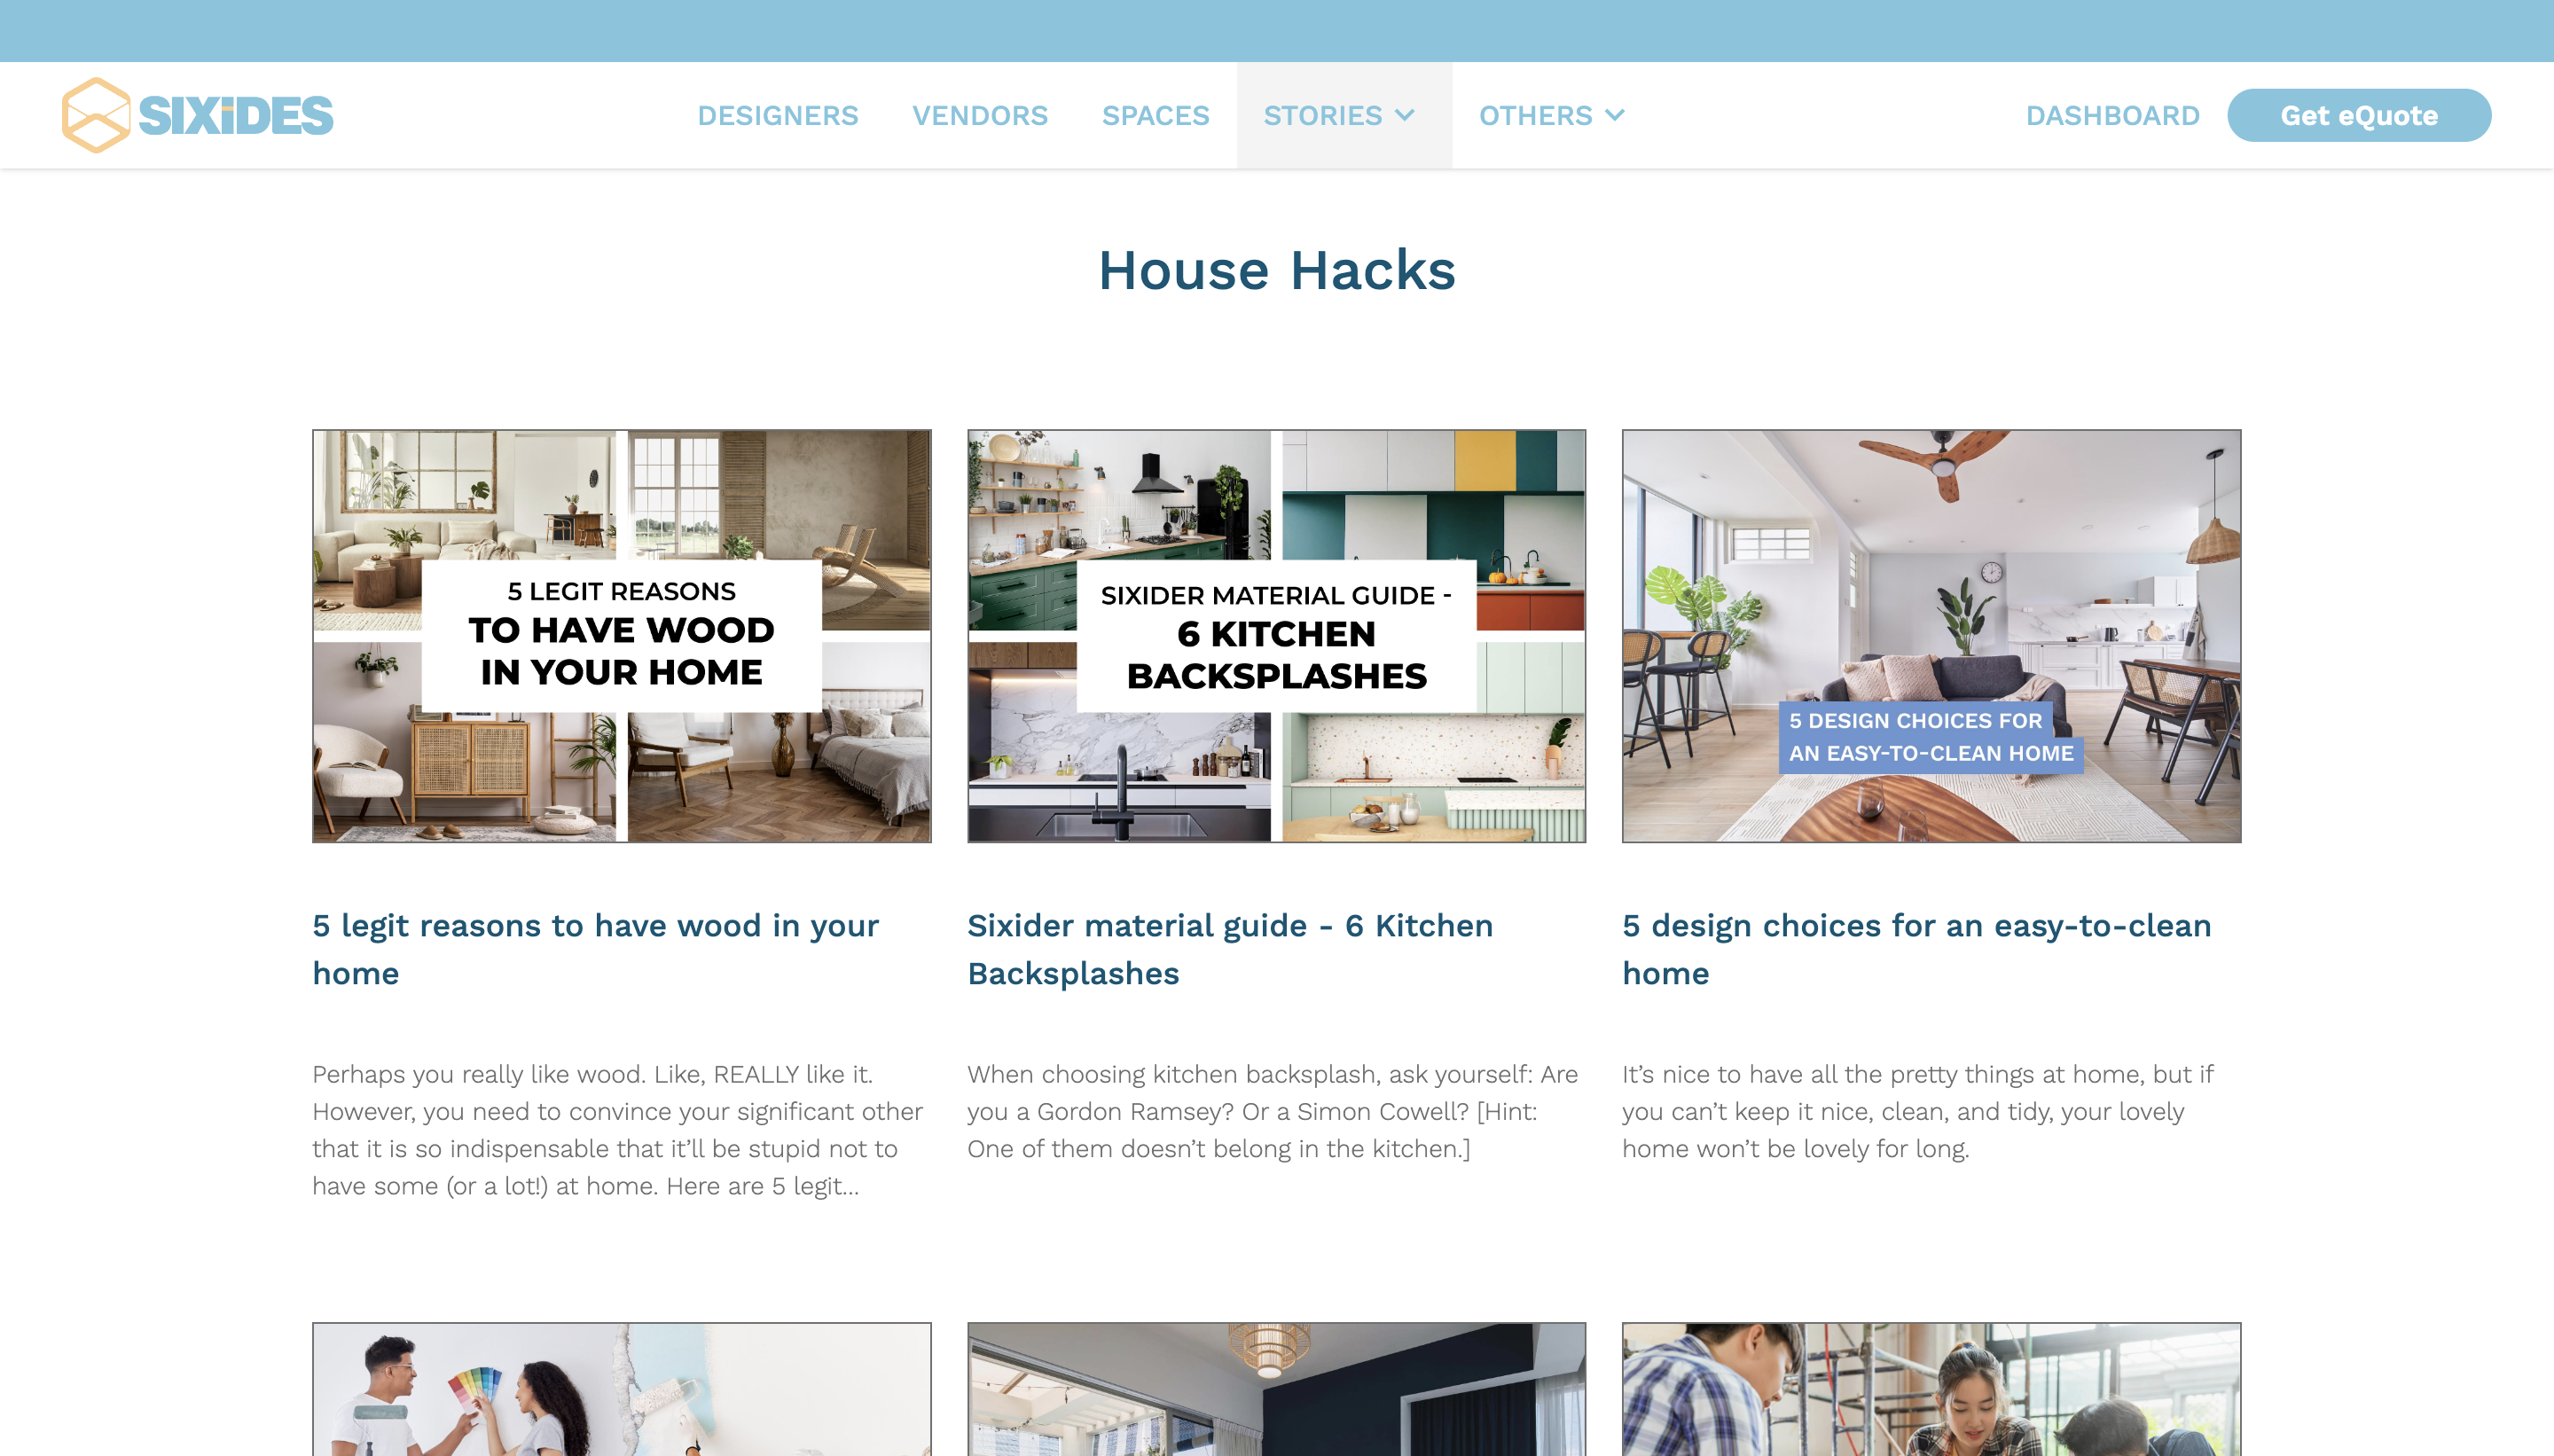 SIXiDES
DESIGNERS
VENDORS
SPACES
STORIES
OTHERS
DASHBOARD
Get eQuote
House Hacks
5 LEGIT REASONS
TO HAVE WOOD
IN YOUR HOME
SIXIDER MATERIAL GUIDE -
6 KITCHEN
BACKSPLASHES
5 DESIGN CHOICES FOR
AN EASY-TO-CLEAN HOME
5 legit reasons to have wood in your
home
Sixider material guide - 6 Kitchen
Backsplashes
5 design choices for an easy-to-clean
home
Perhaps you really like wood. Like, REALLY like it.
However, you need to convince your significant other
that it is so indispensable that it’ll be stupid not to
have some (or a lot!) at home. Here are 5 legit...
When choosing kitchen backsplash, ask yourself: Are
you a Gordon Ramsey? Or a Simon Cowell? [Hint:
One of them doesn’t belong in the kitchen.]
It’s nice to have all the pretty things at home, but if
you can’t keep it nice, clean, and tidy, your lovely
home won’t be lovely for long.